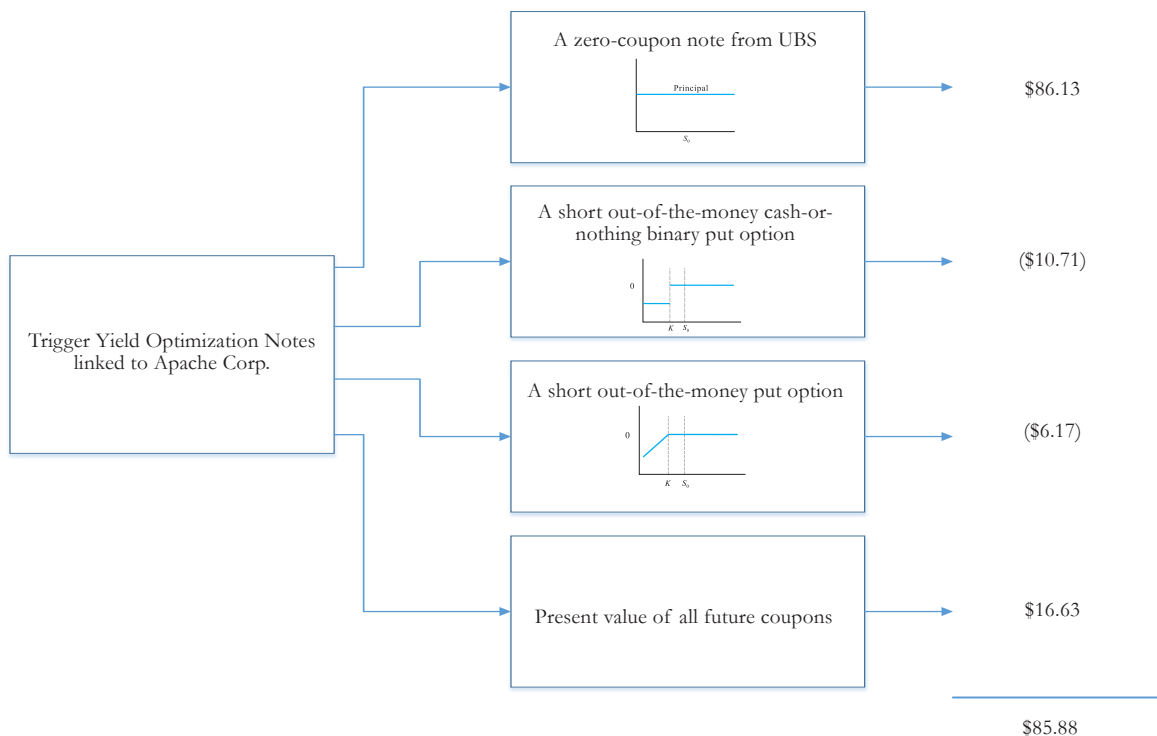 A zero-coupon note from UBS
Principal
S0
$86.13
A short out-of-the-money cash-or-
nothing binary put option
0
K S0
($10.71)
Trigger Yield Optimization Notes
linked to Apache Corp.
A short out-of-the-money put option
0
K S0
($6.17)
Present value of all future coupons
$16.63
$85.88